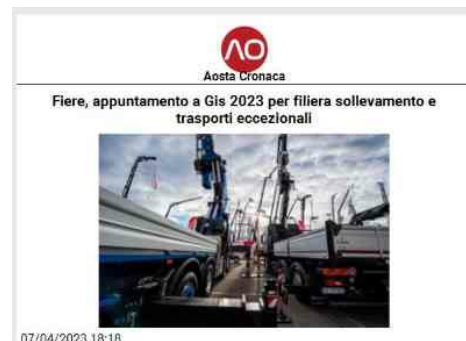 AO
Aosta Cronaca
Fiere, appuntamento a Gis 2023 per filiera sollevamento e
trasporti eccezionali
07/04/2023 18:18